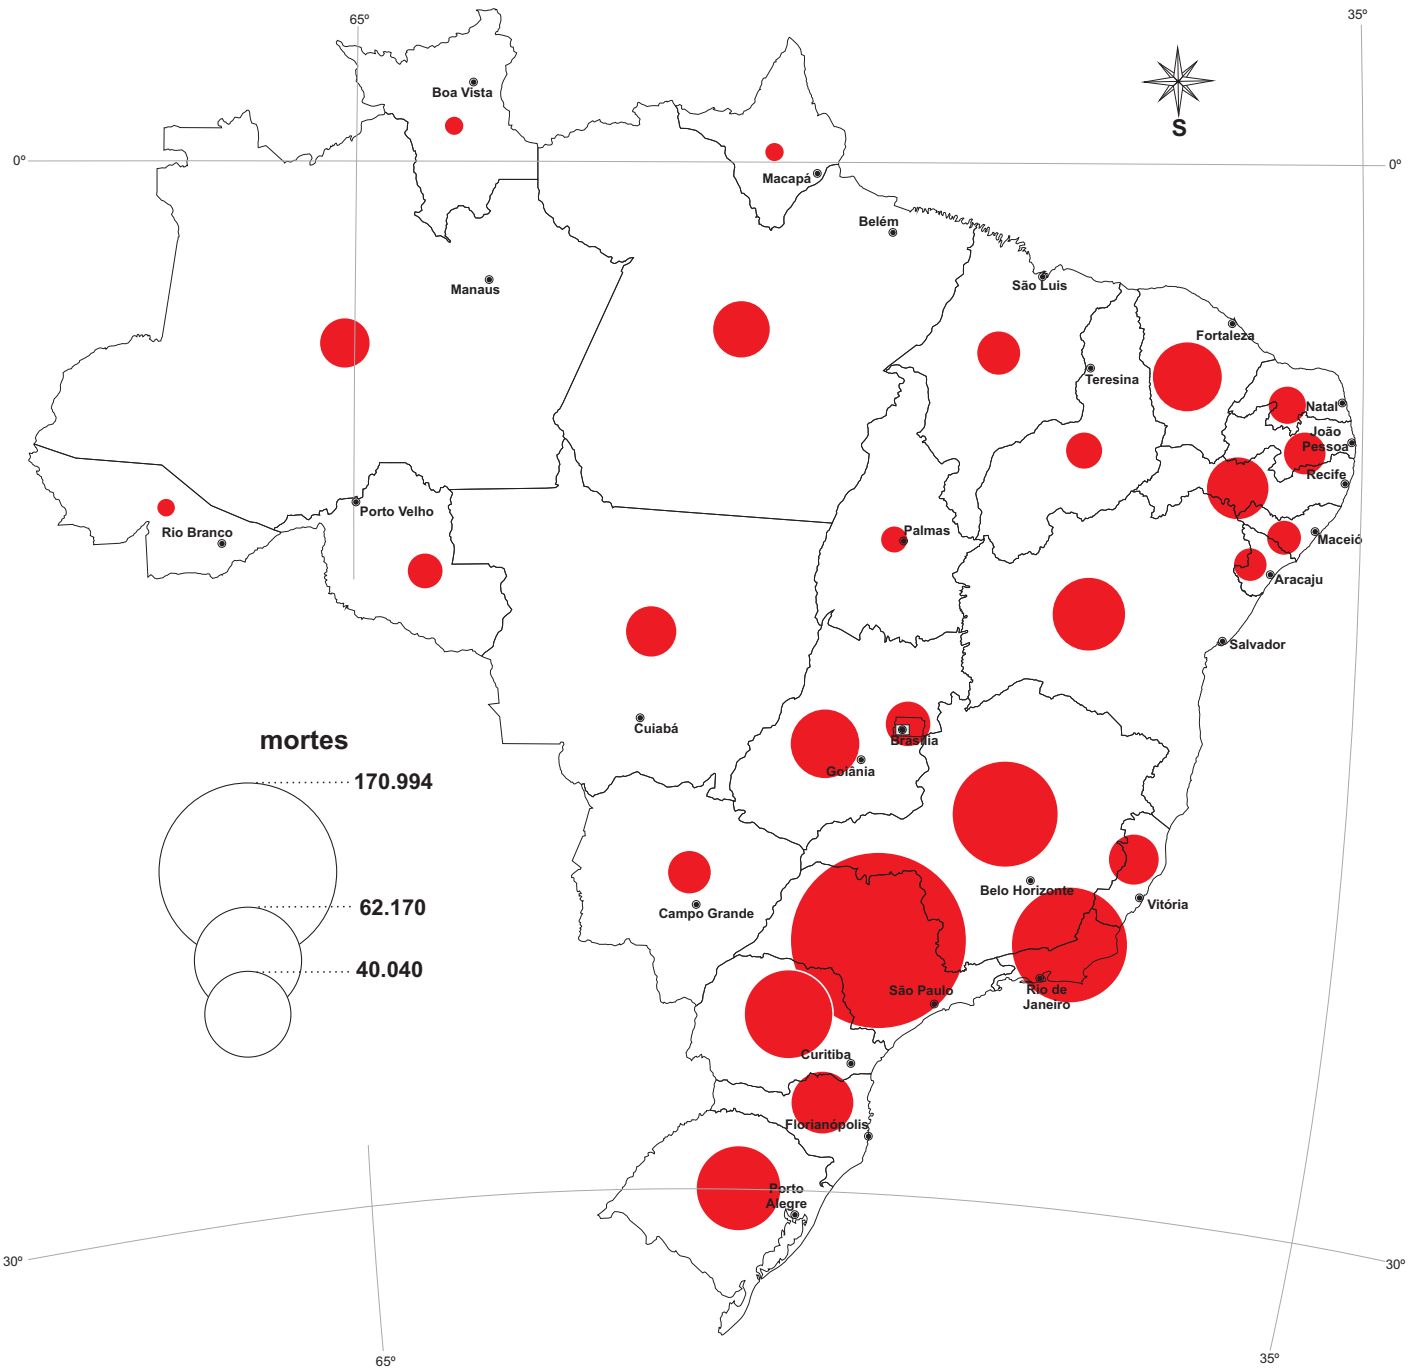 65º
35º
Boa Vista
S
0º
0º
Macapá
Belém
Manaus
São Luis
Fortaleza
Teresina
Natal
João
Pessoa
Recife
Porto Velho
Rio Branco
Palmas
Maceió
Aracaju
Salvador
Cuiabá
Brasília
Goiânia
mortes
170.994
62.170
40.040
Belo Horizonte
Vitória
Campo Grande
São Paulo
Rio de
Janeiro
Curitiba
Florianópolis
Porto
Alegre
30º
30º
65º
35º